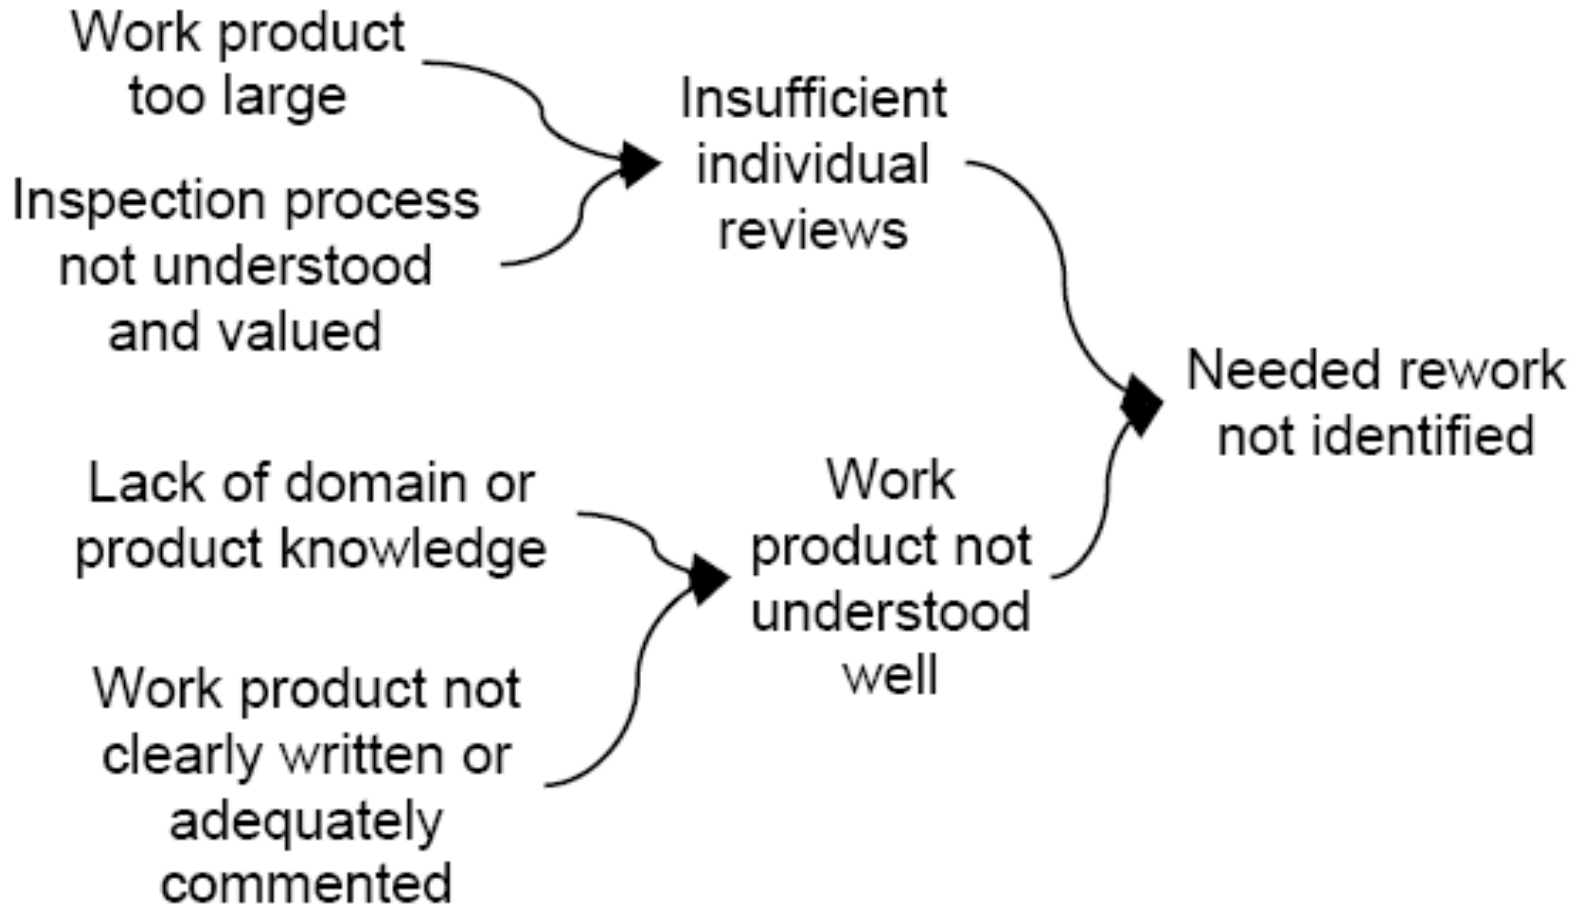 Work product
too large
Inspection process
not understood
and valued
Insufficient
individual
reviews
Lack of domain or
product knowledge
Work product not
clearly written or
adequately
commented
Work
product not
understood
well
Needed rework
not identified